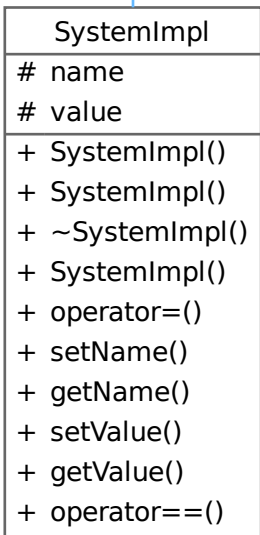 SystemImpl
# name
# value
+ SystemImpl()
+ SystemImpl()
+ ~SystemImpl()
+ SystemImpl()
+ operator=()
+ setName()
+ getName()
+ setValue()
+ getValue()
+ operator==()